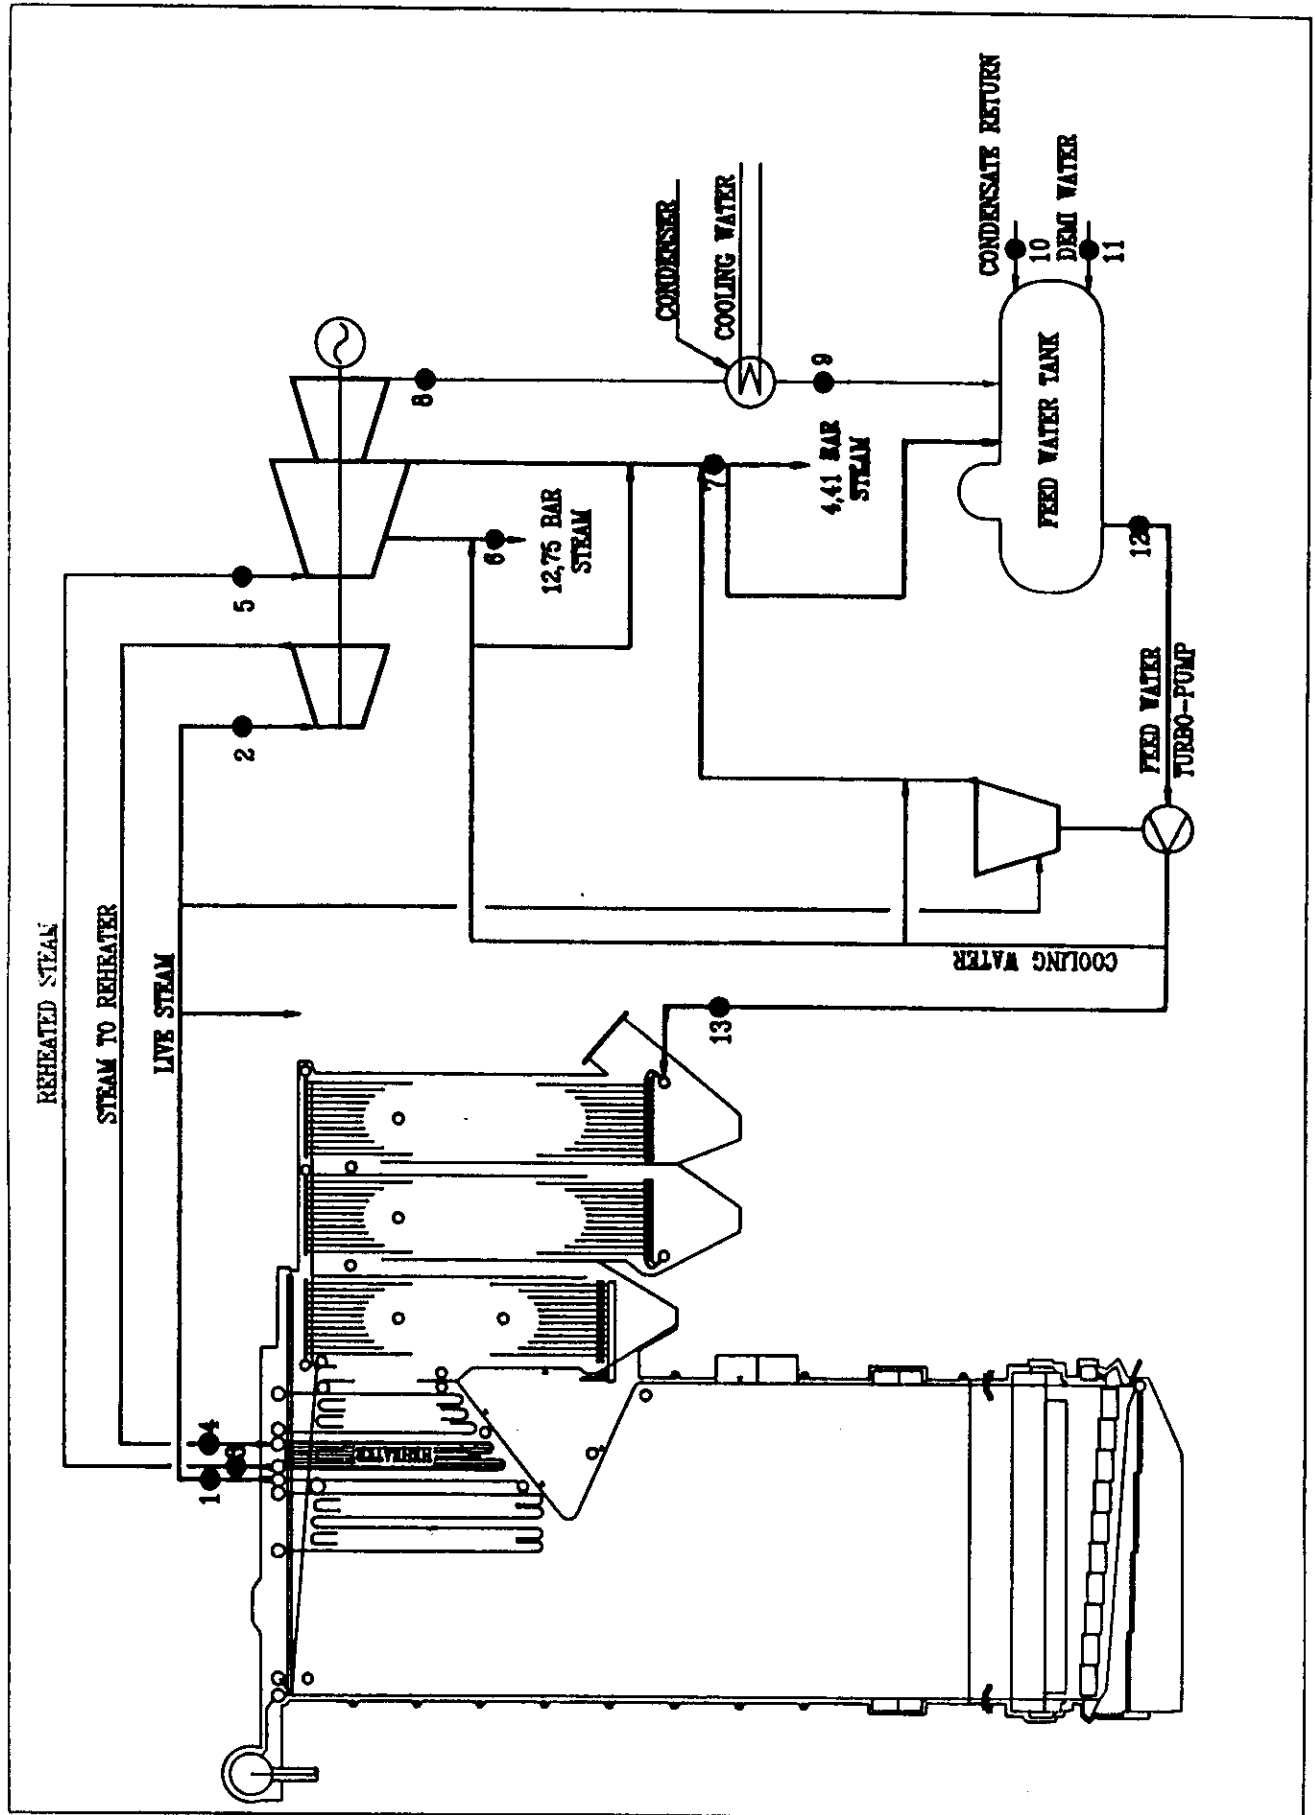 REHEATED STEAM
STEAM TO REHEATER
LIVE STEAM
1
3
4
REHEATER
2
5
6
12,75 BAR
STEAM
8
CONDENSER
COOLING WATER
9
7
4,41 BAR
STEAM
13
COOLING WATER
FEED WATER
TURBO-PUMP
12
FEED WATER TANK
CONDENSATE RETURN
10
DEMI WATER
11